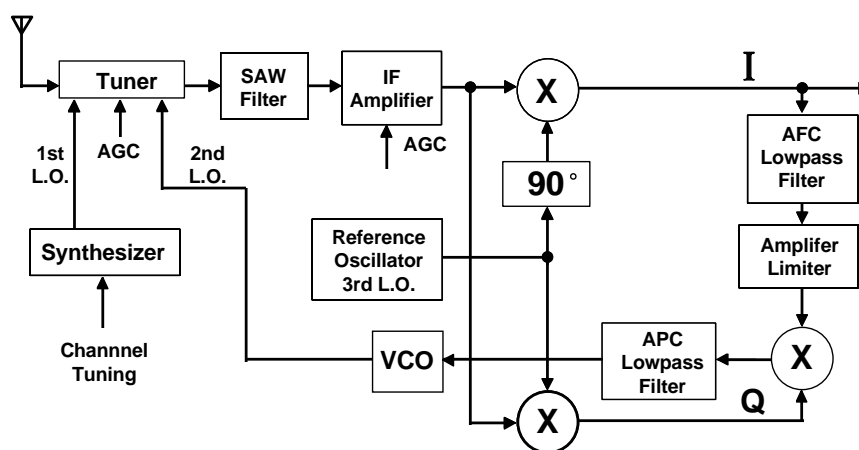 Tuner
SAW
Filter
IF
Amplifier
X
I
AGC
AGC
1st
L.O.
2nd
L.O.
90°
AFC
Lowpass
Filter
Synthesizer
Reference
Oscillator
3rd L.O.
Amplifer
Limiter
Channnel
Tuning
VCO
APC
Lowpass
Filter
X
X
Q